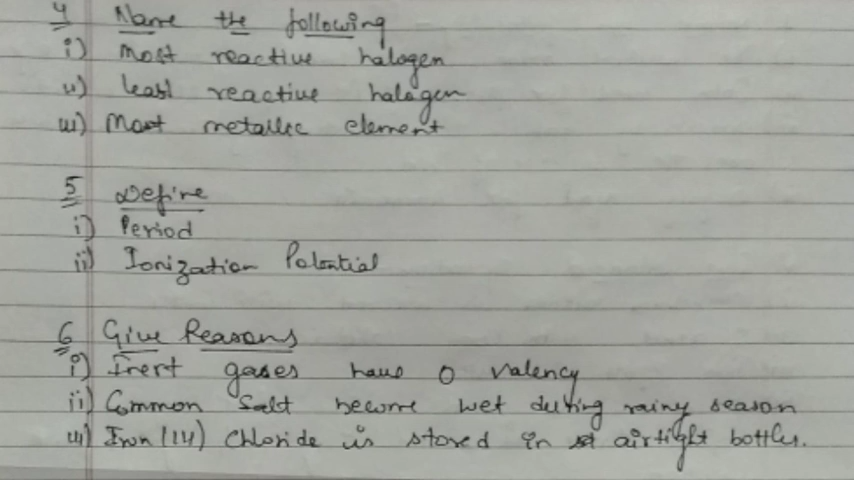 4 Name the following
i) Most reactive halogen
ii) least reactive halogen
iii) Most metallic element
5 Define
i) Period
ii) Ionization Potential
6 Give Reasons
i) Inert gases have 0 valency
ii) Common Salt become wet during rainy season
iii) Iron (III) Chloride is stored in airtight bottles.